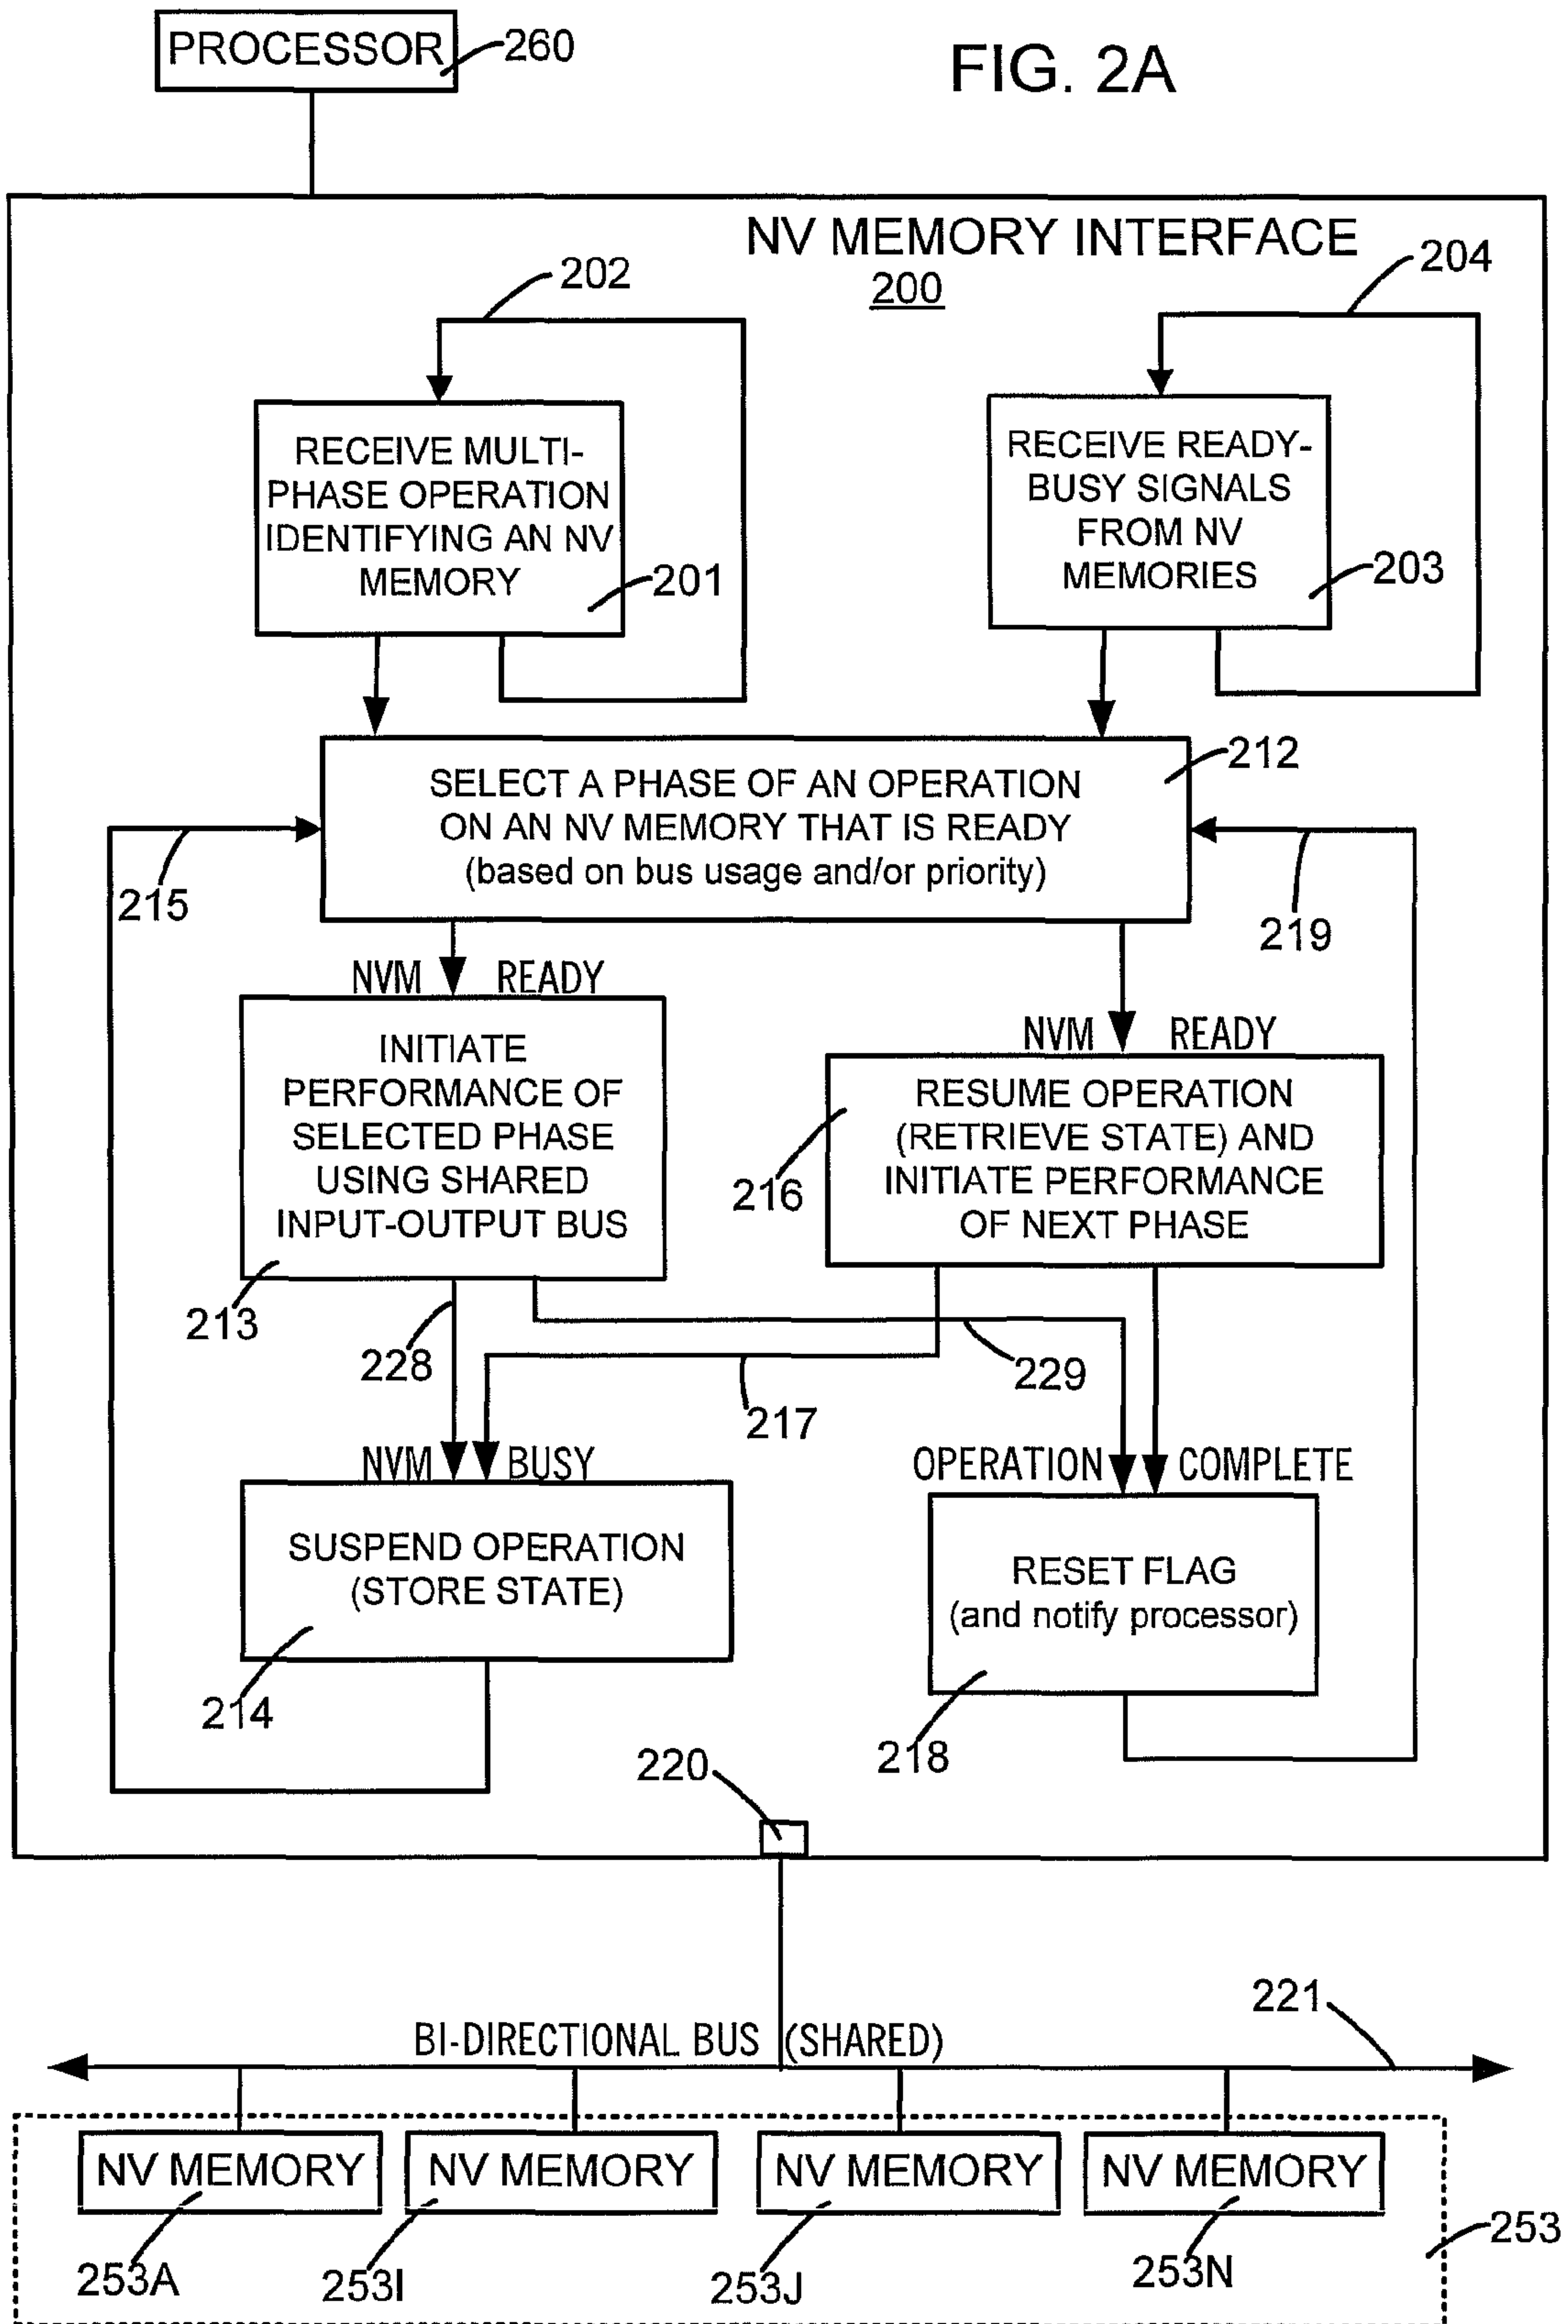 PROCESSOR
260
FIG. 2A
NV MEMORY INTERFACE
200
202
204
RECEIVE MULTI-
PHASE OPERATION
IDENTIFYING AN NV
MEMORY
201
RECEIVE READY-
BUSY SIGNALS
FROM NV
MEMORIES
203
212
SELECT A PHASE OF AN OPERATION
ON AN NV MEMORY THAT IS READY
(based on bus usage and/or priority)
215
219
NVM READY
INITIATE
PERFORMANCE OF
SELECTED PHASE
USING SHARED
INPUT-OUTPUT BUS
213
NVM READY
RESUME OPERATION
(RETRIEVE STATE) AND
INITIATE PERFORMANCE
OF NEXT PHASE
216
228
229
217
NVM BUSY
SUSPEND OPERATION
(STORE STATE)
214
OPERATION COMPLETE
RESET FLAG
(and notify processor)
218
220
221
BI-DIRECTIONAL BUS (SHARED)
NV MEMORY
NV MEMORY
NV MEMORY
NV MEMORY
253A
253I
253J
253N
253